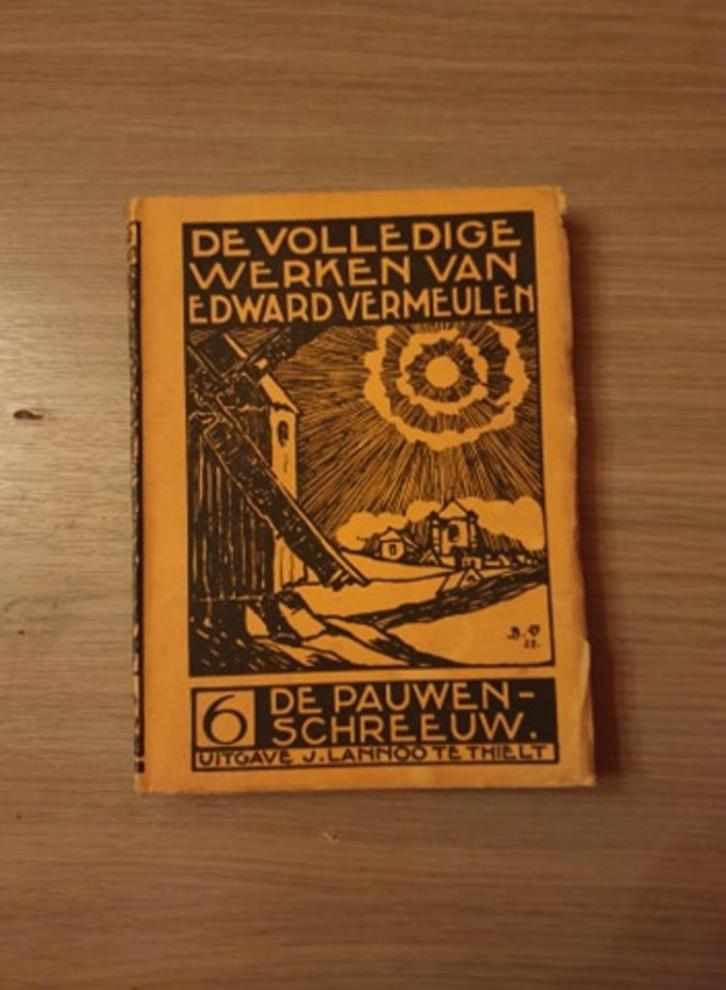 DE VOLLEDIGE
WERKEN VAN
EDWARD VERMEULEN
6
DE PAUWEN-
SCHREEUW.
UITGAVE J. LANNOO TE THIELT